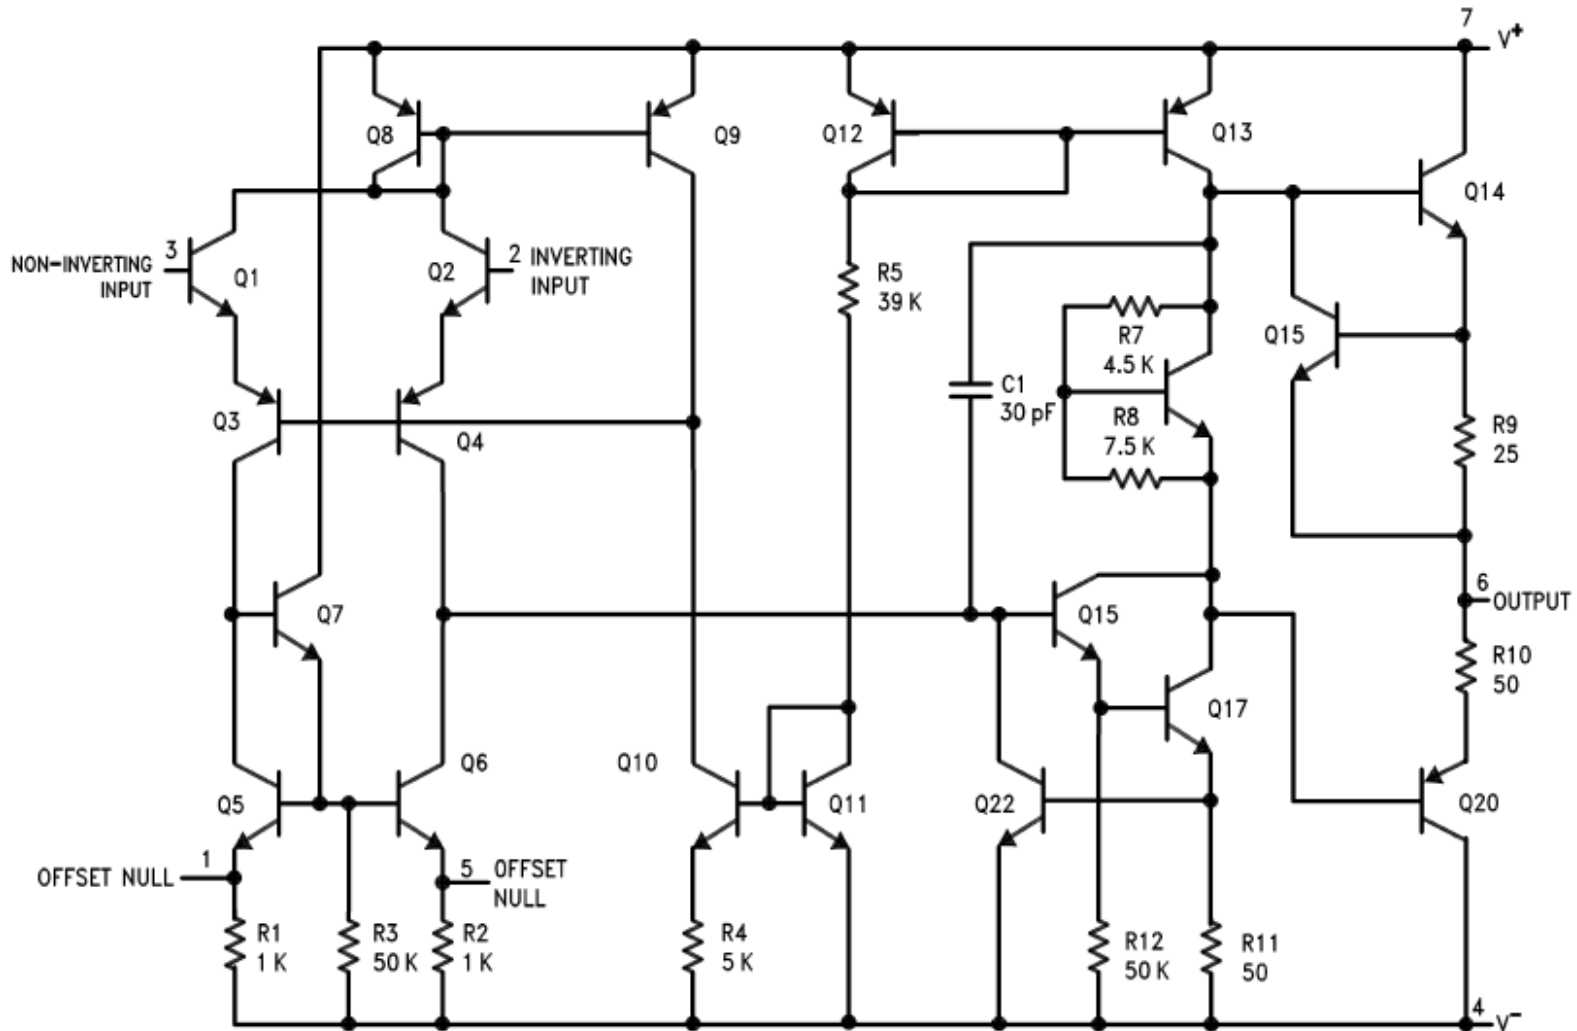 7
V+
Q8
Q9
Q12
Q13
Q14
3
NON-INVERTING
INPUT
Q1
Q2
2 INVERTING
INPUT
R5
39 K
R7
4.5 K
Q15
C1
30 pF
R8
7.5 K
Q3
Q4
R9
25
Q7
Q15
6
OUTPUT
R10
50
Q17
Q6
Q10
Q5
Q11
Q22
Q20
1
OFFSET NULL
5
OFFSET
NULL
R1
1 K
R3
50 K
R2
1 K
R4
5 K
R12
50 K
R11
50
4
V-